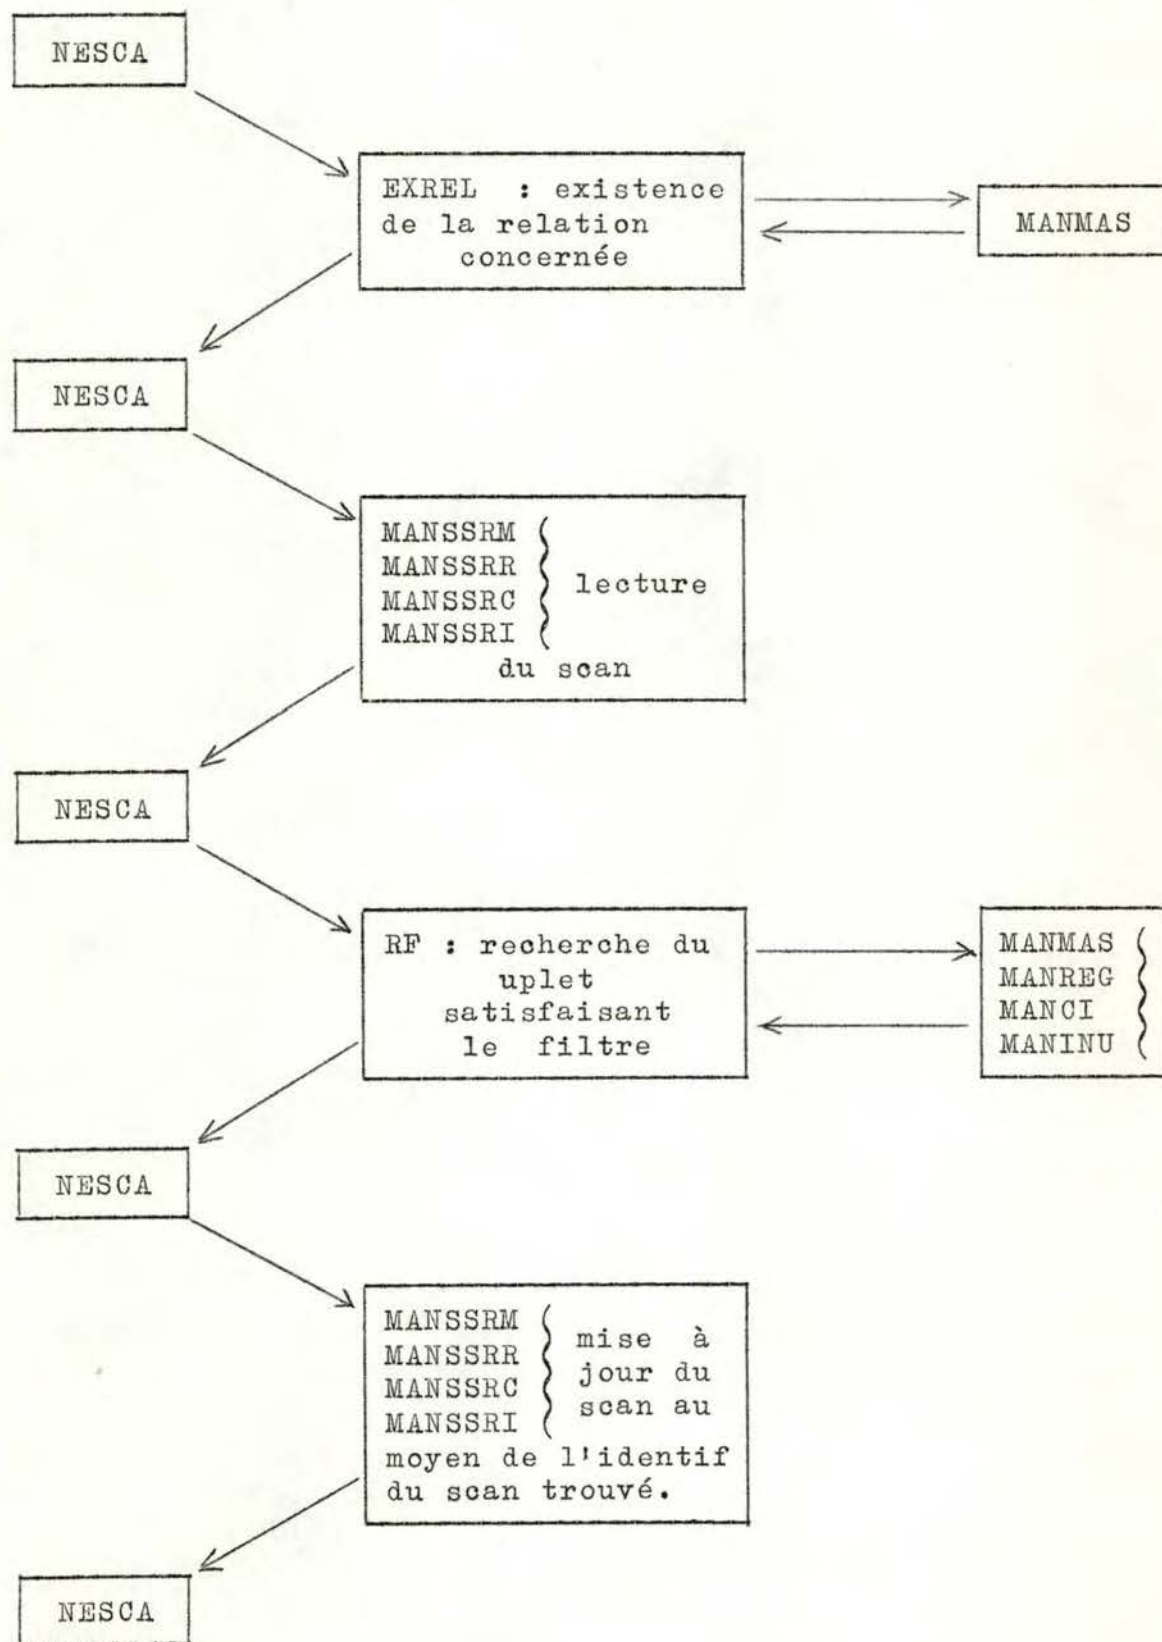 NESCA
EXREL : existence
de la relation
concernée
MANMAS
NESCA
MANSSRM
MANSSRR
MANSSRC
MANSSRI
lecture
du scan
NESCA
RF : recherche du
uplet
satisfaisant
le filtre
MANMAS
MANREG
MANCI
MANINU
NESCA
MANSSRM
MANSSRR
MANSSRC
MANSSRI
mise à
jour du
scan au
moyen de l'identif
du scan trouvé.
NESCA